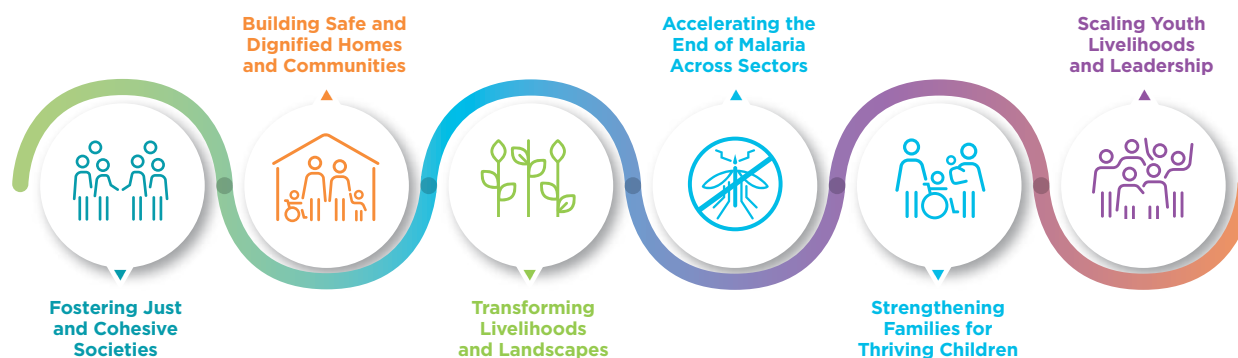 Fostering Just
and Cohesive
Societies
Building Safe and
Dignified Homes
and Communities
Transforming
Livelihoods
and Landscapes
Accelerating the
End of Malaria
Across Sectors
Strengthening
Families for
Thriving Children
Scaling Youth
Livelihoods
and Leadership